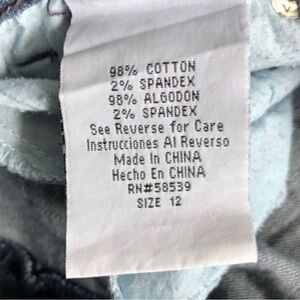 98% COTTON
2% SPANDEX
98% ALGODON
2% SPANDEX
See Reverse for Care
Instrucciones Al Reverso
Made In CHINA
Hecho En CHINA
RN#58539
SIZE 12